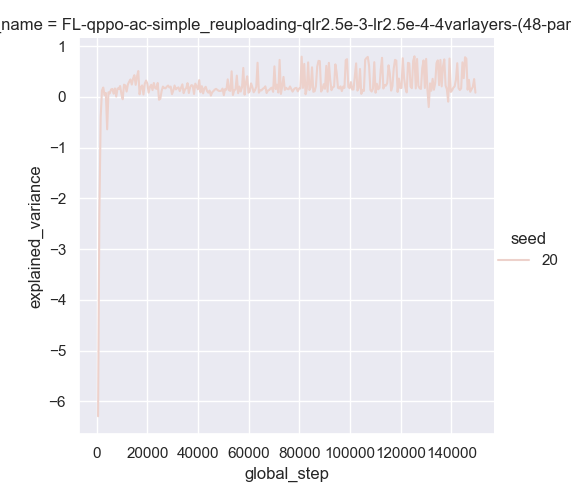 _name = FL-qppo-ac-simple_reuploading-qlr2.5e-3-lr2.5e-4-4varlayers-(48-par
1
0
−1
−2
−3
−4
−5
−6
explained_variance
0 20000 40000 60000 80000 100000 120000 140000
global_step
seed
20